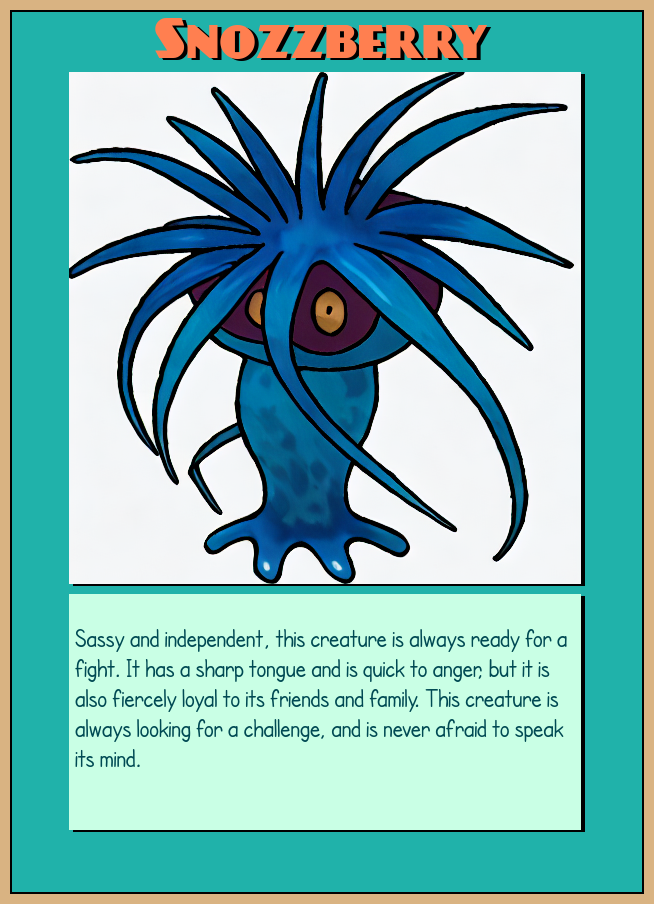 Snozzberry
Sassy and independent, this creature is always ready for a
fight. It has a sharp tongue and is quick to anger, but it is
also fiercely loyal to its friends and family. This creature is
always looking for a challenge, and is never afraid to speak
its mind.